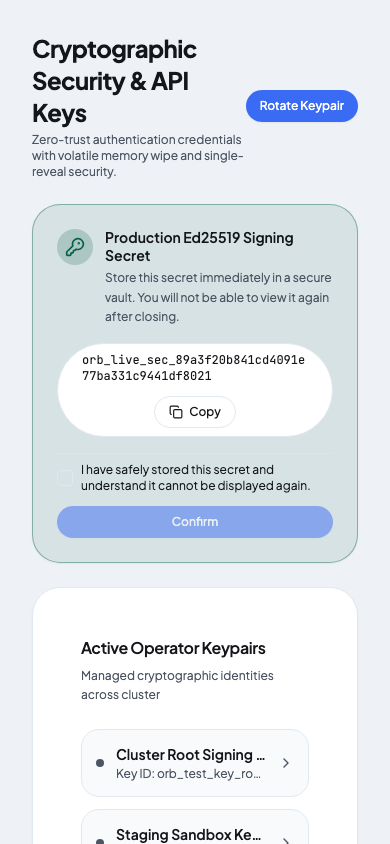 Cryptographic
Security & API
Keys
Rotate Keypair
Zero-trust authentication credentials
with volatile memory wipe and single-
reveal security.
Production Ed25519 Signing
Secret
Store this secret immediately in a secure
vault. You will not be able to view it again
after closing.
orb_live_sec_89a3f20b841cd4091e
77ba331c9441df8021
Copy
I have safely stored this secret and
understand it cannot be displayed again.
Confirm
Active Operator Keypairs
Managed cryptographic identities
across cluster
Cluster Root Signing ...
Key ID: orb_test_key_ro...
Staging Sandbox Ke...